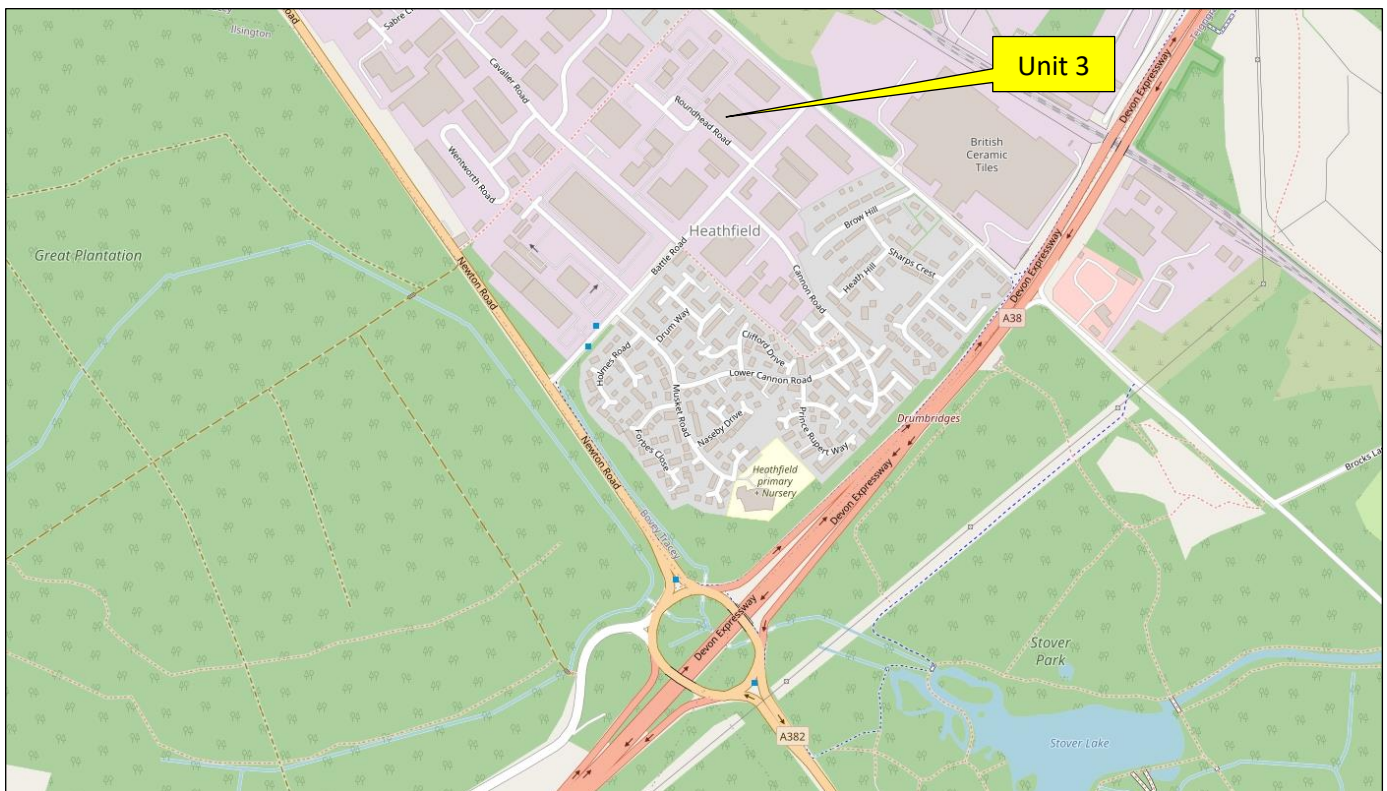 Road
Ilsington
Sabre C
Cavalier Road
Unit 3
Teigngra
Devon Expressway
Roundhead Road
British
Ceramic
Tiles
Devon Expressway
Wentworth Road
Brow Hill
Heathfield
Great Plantation
Battle Road
Sharps Crest
Newton Road
Heath Hill
Cannon Road
Devon Expressway
A38
Drum Way
Clifford Drive
Holmes Road
Lower Cannon Road
Musket Road
Naseby Drive
Prince Rupert Way
Drumbridges
Forbes Close
Newton Road
Heathfield
primary
+ Nursery
Devon Expressway
Brocks La
Bovey Tracey
Devon Expressway
Stover
Park
A382
Stover Lake